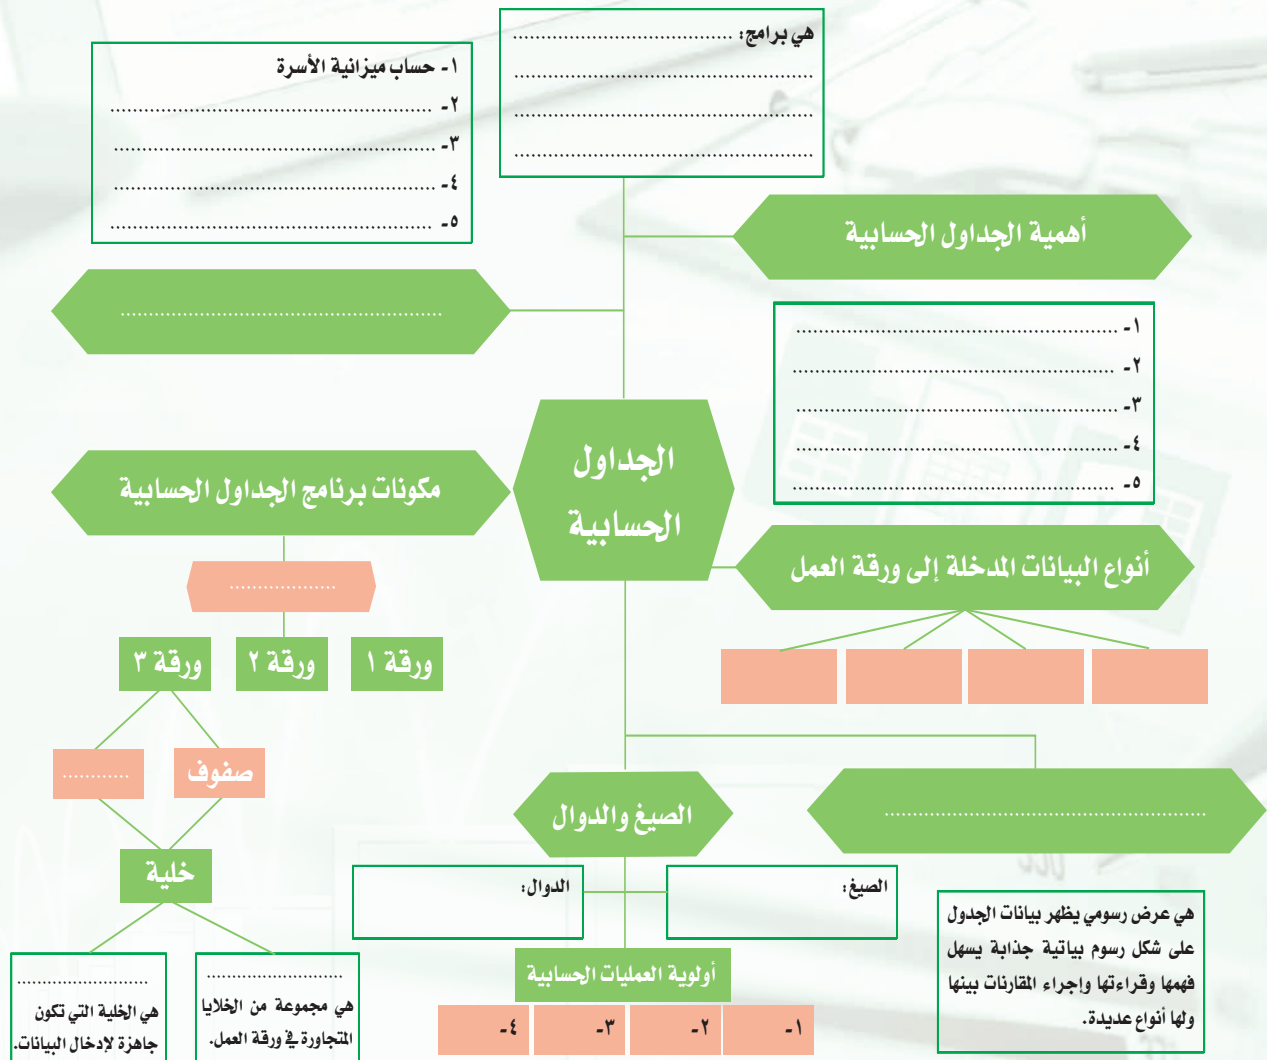 هي برامج: ......................................
......................................................
......................................................
......................................................
١- حساب ميزانية الأسرة
٢- ..........................................................
٣- ..........................................................
٤- ..........................................................
٥- ..........................................................
أهمية الجداول الحسابية
..........................................................
١- ..........................................................
٢- ..........................................................
٣- ..........................................................
٤- ..........................................................
٥- ..........................................................
الجداول
الحسابية
مكونات برنامج الجداول الحسابية
...................
ورقة ١
ورقة ٢
ورقة ٣
صفوف
............
خلية
..........................
هي مجموعة من الخلايا
المتجاورة في ورقة العمل.
..........................
هي الخلية التي تكون
جاهزة لإدخال البيانات.
أنواع البيانات المدخلة إلى ورقة العمل
الصيغ والدوال
الصيغ:
الدوال:
أولوية العمليات الحسابية
١-
٢-
٣-
٤-
..........................................................
هي عرض رسومي يظهر بيانات الجدول
على شكل رسوم بياتية جذابة يسهل
فهمها وقراءتها وإجراء المقارنات بينها
ولها أنواع عديدة.